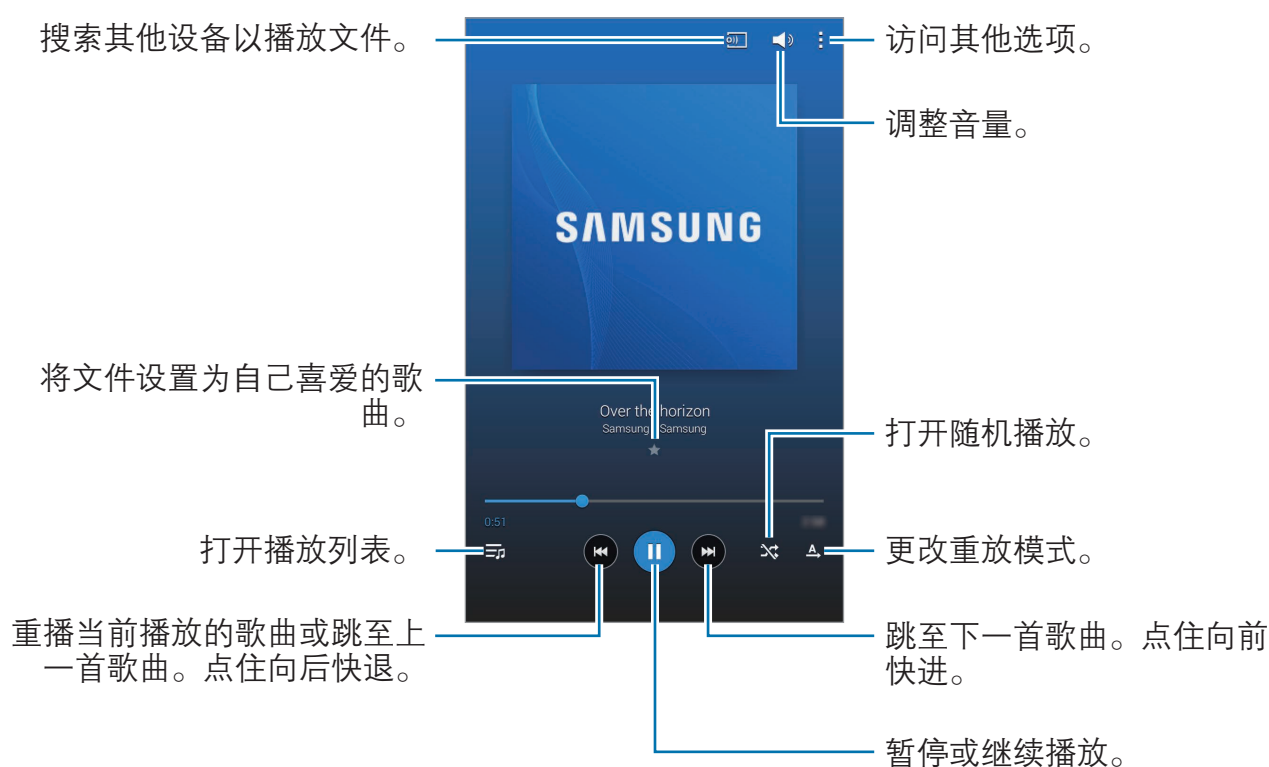 搜索其他设备以播放文件。
访问其他选项。
调整音量。
SAMSUNG
将文件设置为自己喜爱的歌
曲。
Over the horizon
Samsung Samsung
打开随机播放。
0:51
打开播放列表。
A
更改重放模式。
重播当前播放的歌曲或跳至上
一首歌曲。点住向后快退。
跳至下一首歌曲。点住向前
快进。
暂停或继续播放。